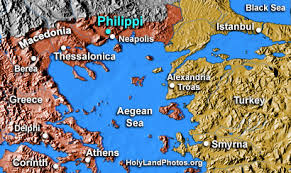 Black Sea
Philippi
Istanbul
Macedonia
Neapolis
Berea
Thessalonica
Alexandria
Troas
Greece
Aegean
Sea
Turkey
Delphi
Smyrna
Athens
Corinth
HolyLandPhotos.org